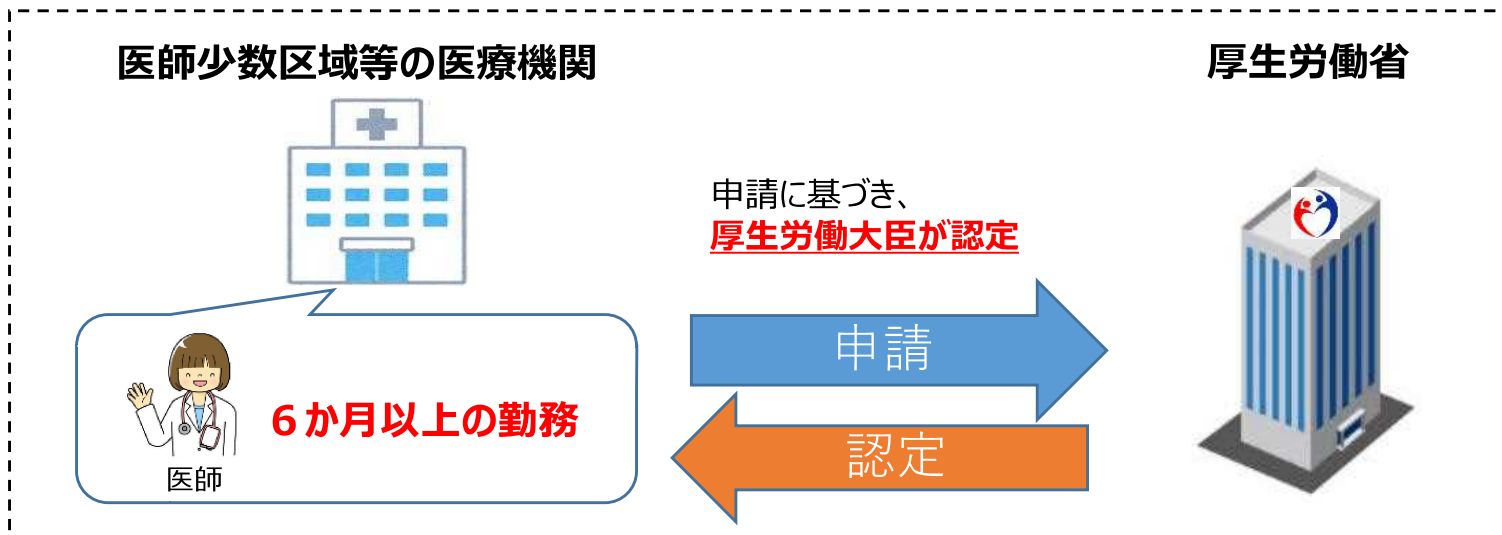 医師少数区域等の医療機関
厚生労働省
申請に基づき、
厚生労働大臣が認定
申請
認定
６か月以上の勤務
医師